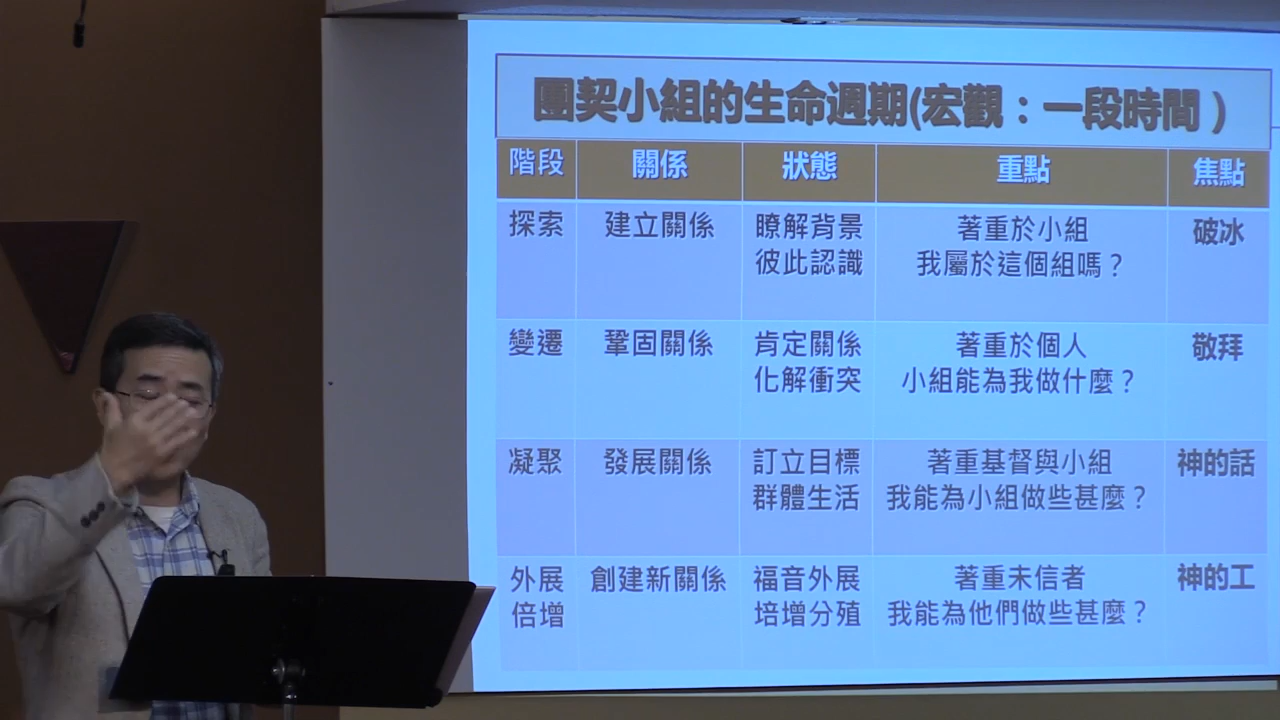 團契小組的生命週期(宏觀：一段時間）
階段 關係 狀態 重點 焦點
探索 建立關係 瞭解背景 著重於小組 破冰
彼此認識 我屬於這個組嗎？
變遷 鞏固關係 肯定關係 著重於個人 敬拜
化解衝突 小組能為我做什麼？
凝聚 發展關係 訂立目標 著重基督與小組 神的話
群體生活 我能為小組做些甚麼？
外展 創建新關係 福音外展 著重未信者 神的工
倍增 培增分殖 我能為他們做些甚麼？